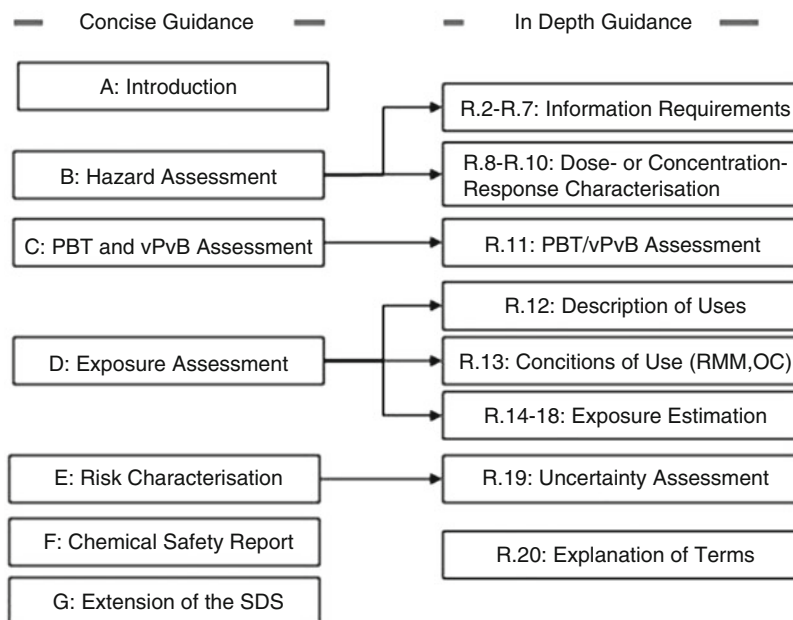 Concise Guidance
In Depth Guidance
A: Introduction
R.2-R.7: Information Requirements
B: Hazard Assessment
R.8-R.10: Dose- or Concentration-
Response Characterisation
C: PBT and vPvB Assessment
R.11: PBT/vPvB Assessment
R.12: Description of Uses
D: Exposure Assessment
R.13: Concitions of Use (RMM,OC)
R.14-18: Exposure Estimation
E: Risk Characterisation
R.19: Uncertainty Assessment
F: Chemical Safety Report
R.20: Explanation of Terms
G: Extension of the SDS